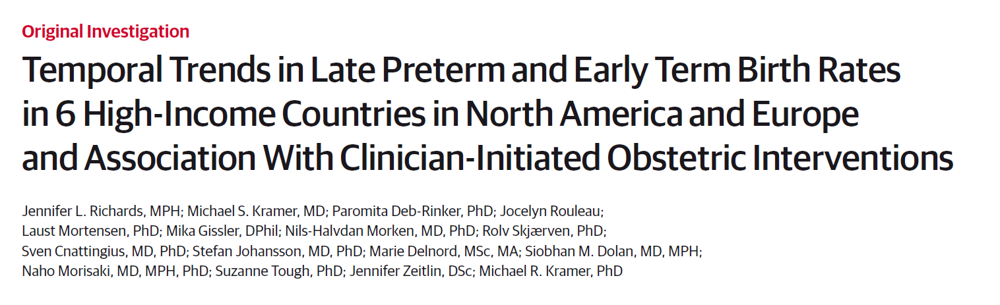 Original Investigation
Temporal Trends in Late Preterm and Early Term Birth Rates
in 6 High-Income Countries in North America and Europe
and Association With Clinician-Initiated Obstetric Interventions
Jennifer L. Richards, MPH; Michael S. Kramer, MD; Paromita Deb-Rinker, PhD; Jocelyn Rouleau;
Laust Mortensen, PhD; Mika Gissler, DPhil; Nils-Halvdan Morken, MD, PhD; Rolv Skjærven, PhD;
Sven Cnattingius, MD, PhD; Stefan Johansson, MD, PhD; Marie Delnord, MSc, MA; Siobhan M. Dolan, MD, MPH;
Naho Morisaki, MD, MPH, PhD; Suzanne Tough, PhD; Jennifer Zeitlin, DSc; Michael R. Kramer, PhD